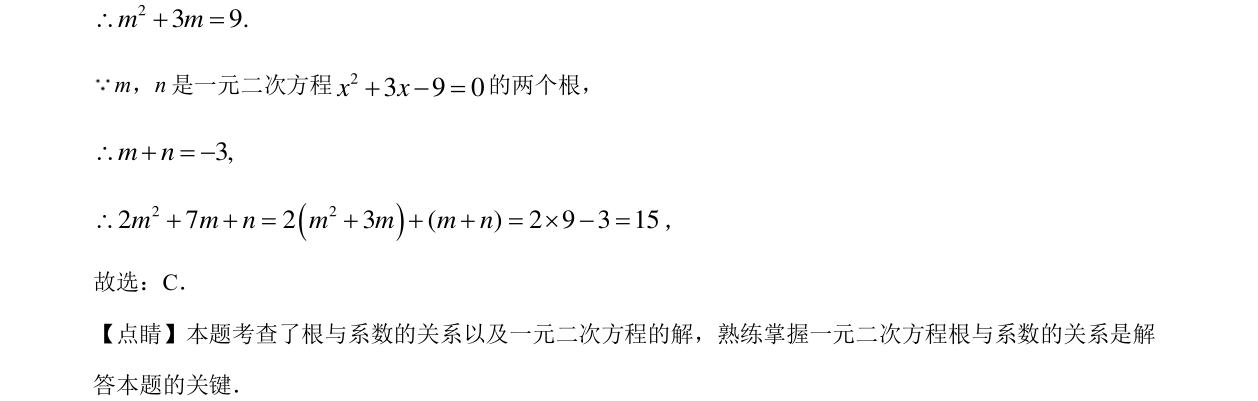 ∴m²+3m=9.
∵m，n是一元二次方程x²+3x−9=0的两个根，
∴m+n=−3,
∴2m²+7m+n=2(m²+3m)+(m+n)=2×9−3=15，
故选：C．
【点睛】本题考查了根与系数的关系以及一元二次方程的解，熟练掌握一元二次方程根与系数的关系是解
答本题的关键．